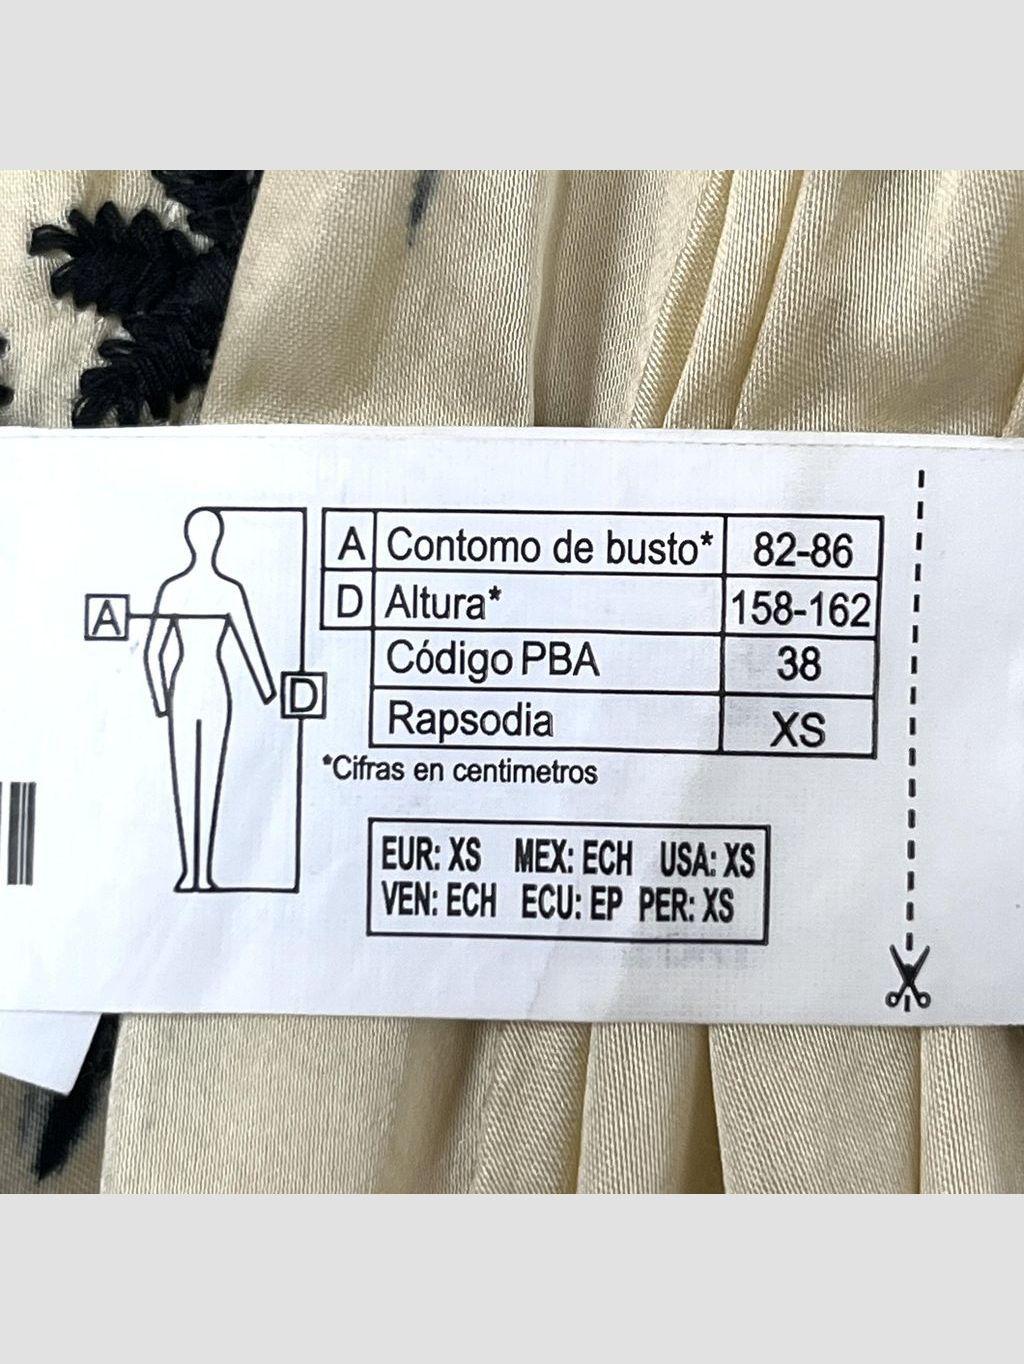 A Contomo de busto* 82-86
D Altura* 158-162
Código PBA 38
Rapsodia XS
*Cifras en centimetros
A
D
EUR: XS MEX: ECH USA: XS
VEN: ECH ECU: EP PER: XS